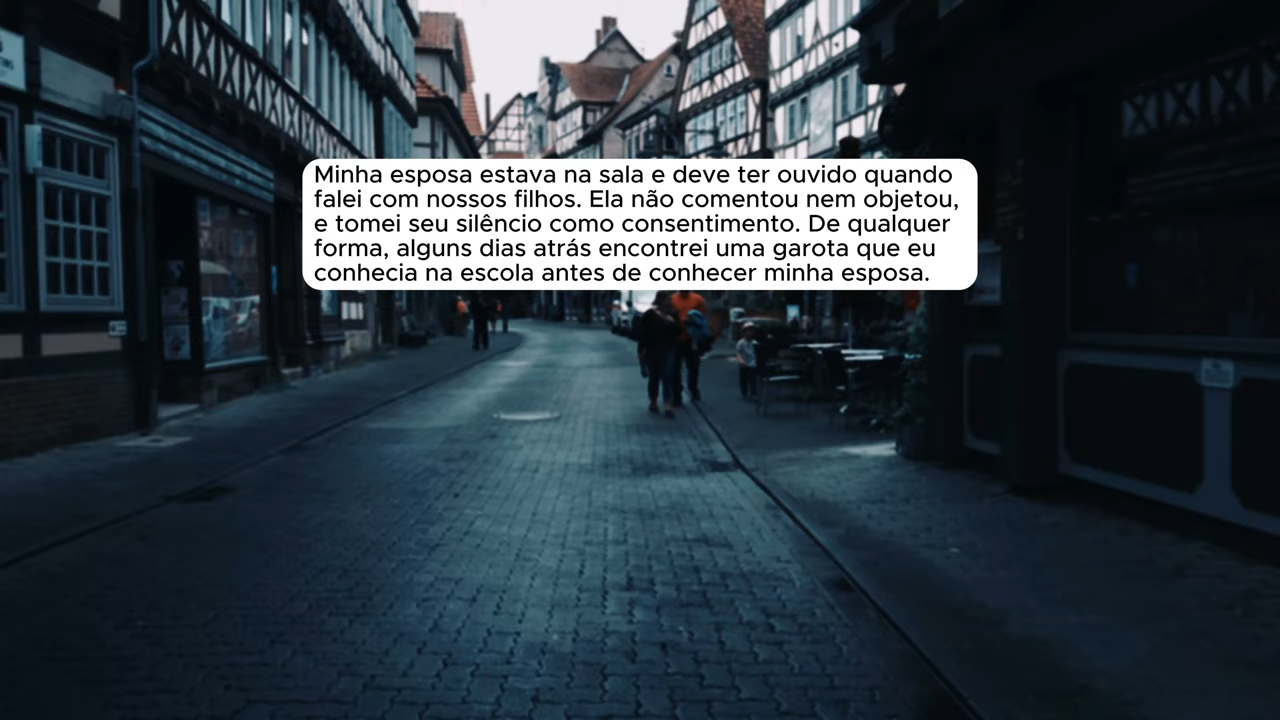 Minha esposa estava na sala e deve ter ouvido quando
falei com nossos filhos. Ela não comentou nem objetou,
e tomei seu silêncio como consentimento. De qualquer
forma, alguns dias atrás encontrei uma garota que eu
conhecia na escola antes de conhecer minha esposa.